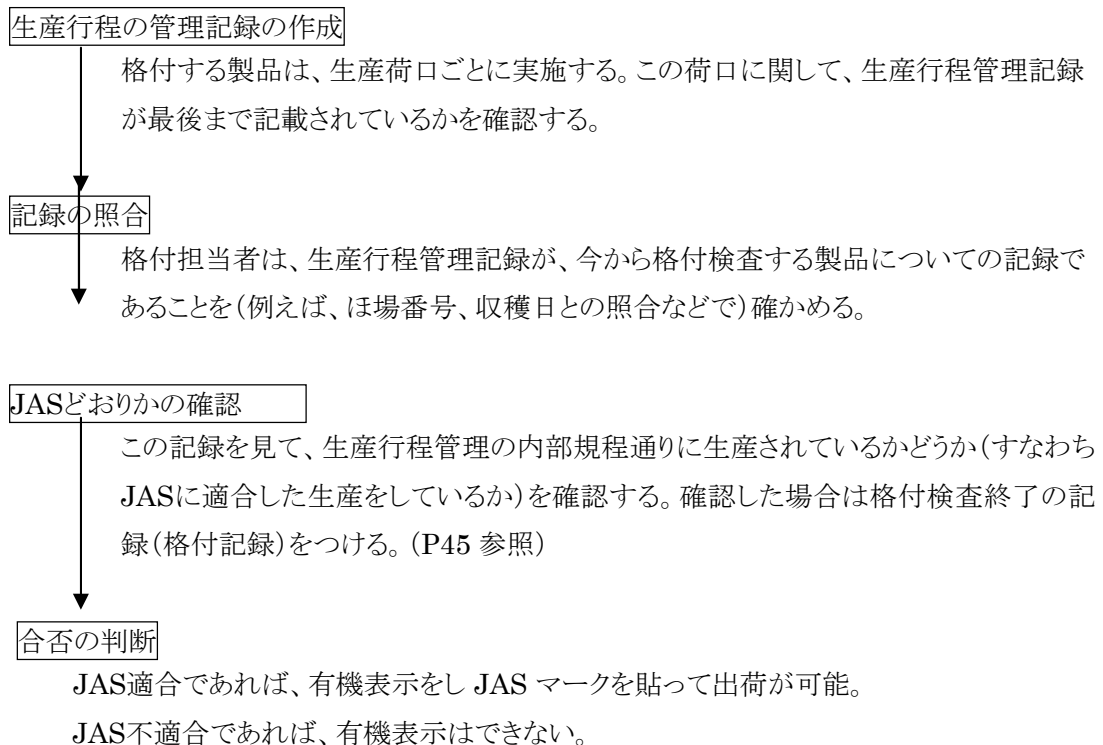 生産行程の管理記録の作成
格付する製品は、生産荷口ごとに実施する。この荷口に関して、生産行程管理記録
が最後まで記載されているかを確認する。
記録の照合
格付担当者は、生産行程管理記録が、今から格付検査する製品についての記録で
あることを(例えば、ほ場番号、収穫日との照合などで)確かめる。
JASどおりかの確認
この記録を見て、生産行程管理の内部規程通りに生産されているかどうか(すなわち
JASに適合した生産をしているか)を確認する。確認した場合は格付検査終了の記
録(格付記録)をつける。(P45 参照)
合否の判断
JAS適合であれば、有機表示をし JAS マークを貼って出荷が可能。
JAS不適合であれば、有機表示はできない。